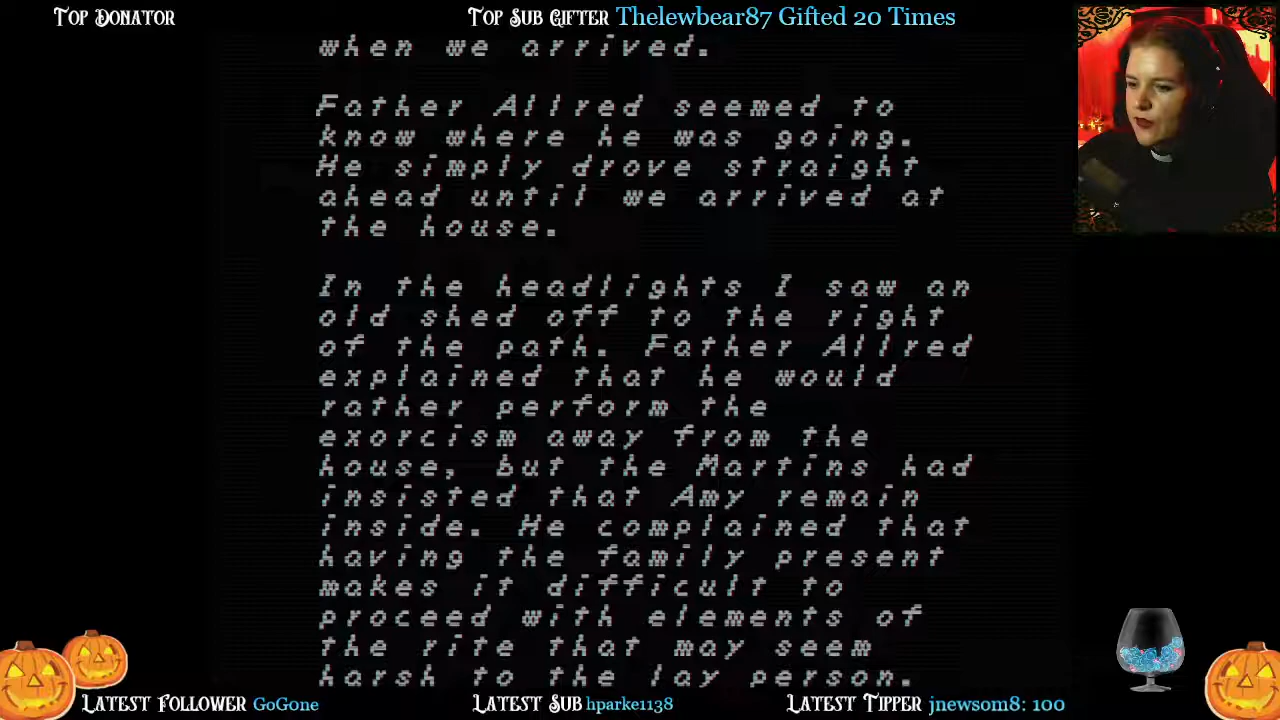 Top Donator
Top Sub Gifter Thelewbear87 Gifted 20 Times
when we arrived.
Father Allred seemed to
know where he was going.
He simply drove straight
ahead until we arrived at
the house.
In the headlights I saw an
old shed off to the right
of the path. Father Allred
explained that he would
rather perform the
exorcism away from the
house, but the Martins had
insisted that Amy remain
inside. He complained that
having the family present
makes it difficult to
proceed with elements of
the rite that may seem
harsh to the lay person.
Latest Follower GoGone
Latest Sub hparke1138
Latest Tipper jnewsom8: 100